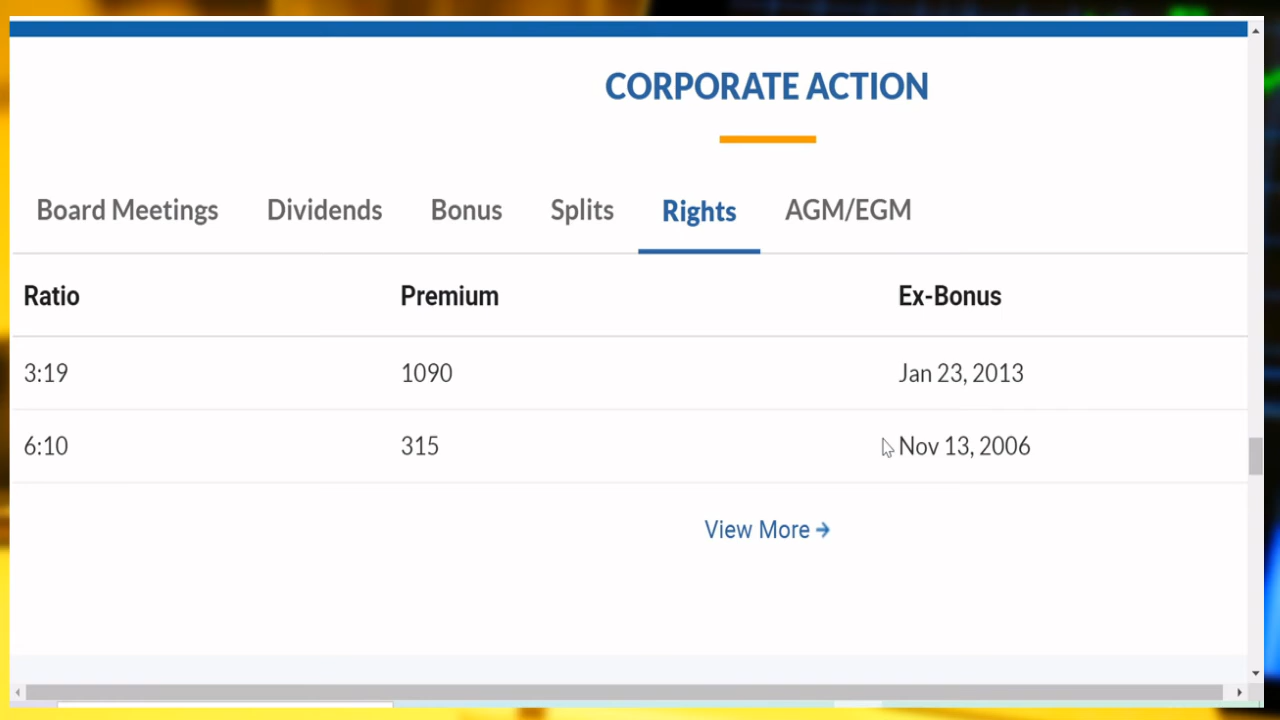 CORPORATE ACTION
Board Meetings Dividends Bonus Splits Rights AGM/EGM
Ratio Premium Ex-Bonus
3:19 1090 Jan 23, 2013
6:10 315 Nov 13, 2006
View More →